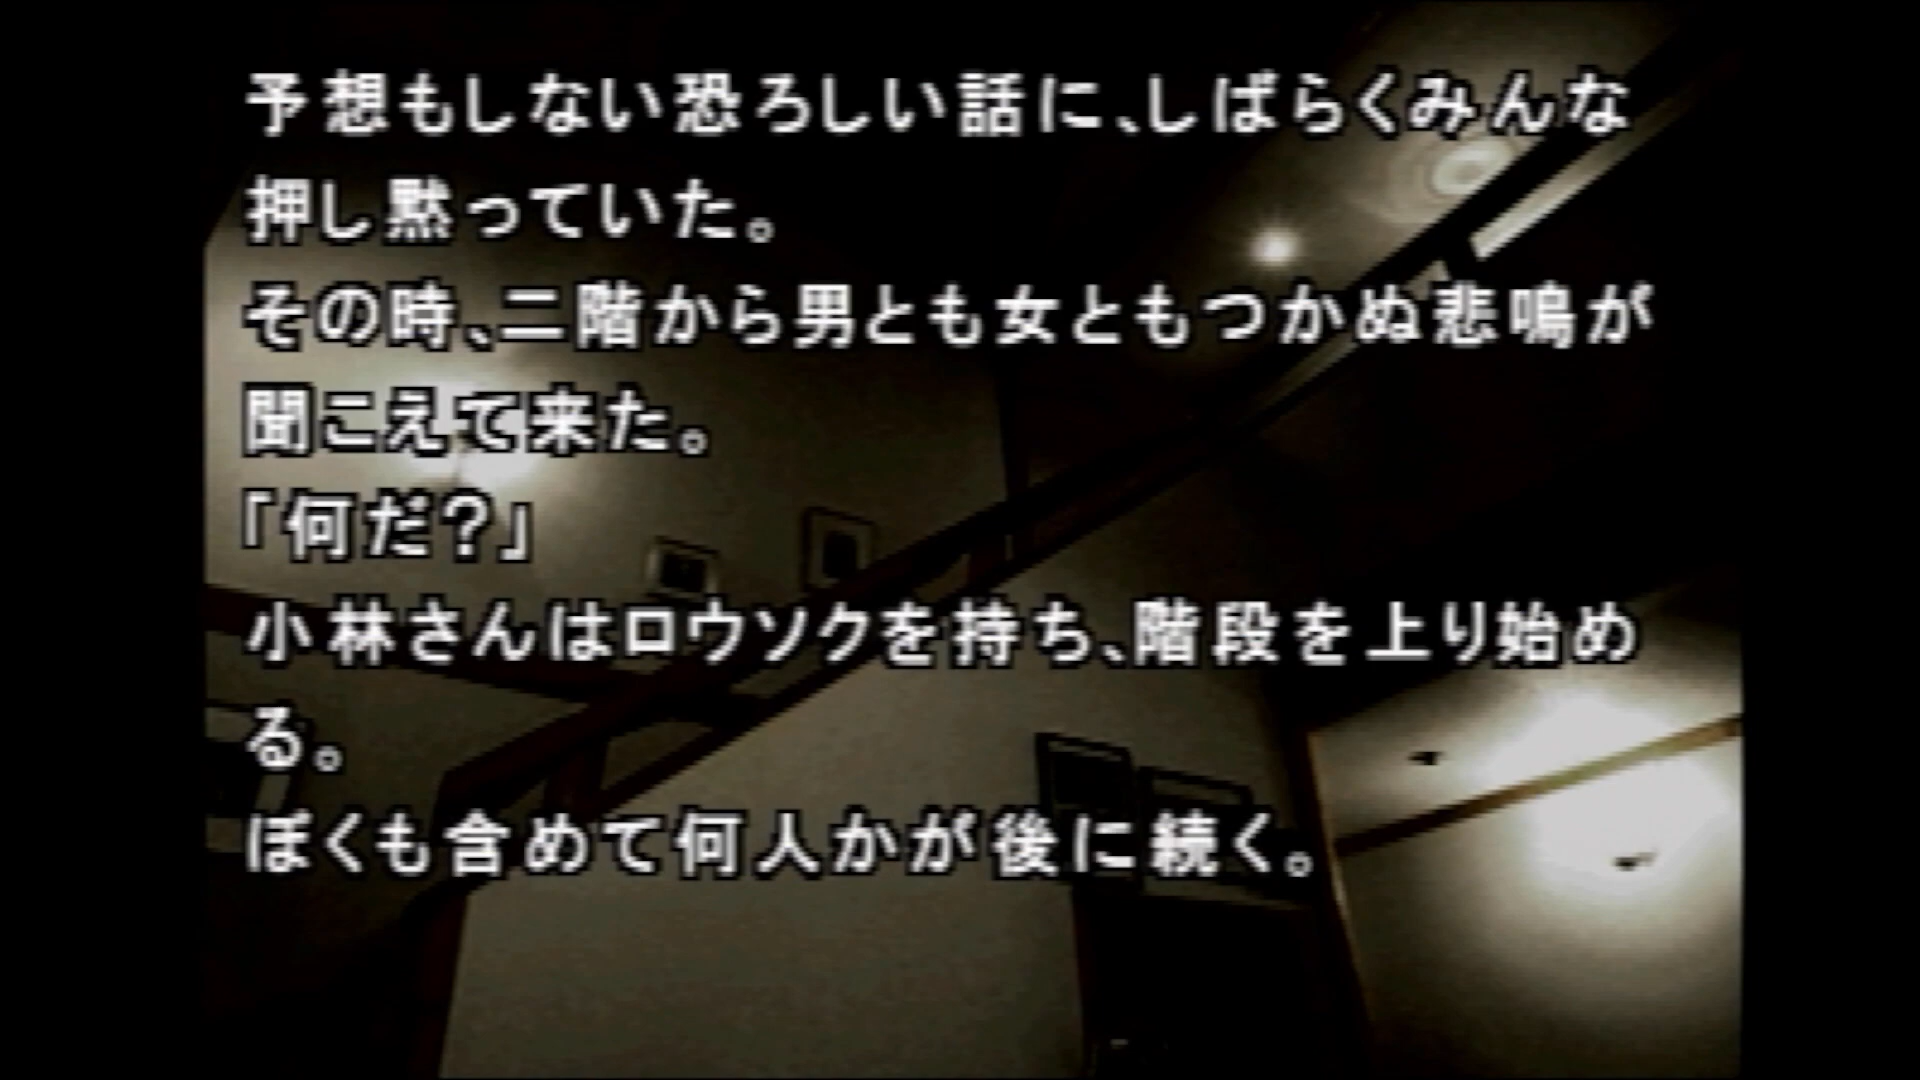 予想もしない恐ろしい話に、しばらくみんな
押し黙っていた。
その時、二階から男とも女ともつかぬ悲鳴が
聞こえて来た。
「何だ？」
小林さんはロウソクを持ち、階段を上り始め
る。
ぼくも含めて何人かが後に続く。